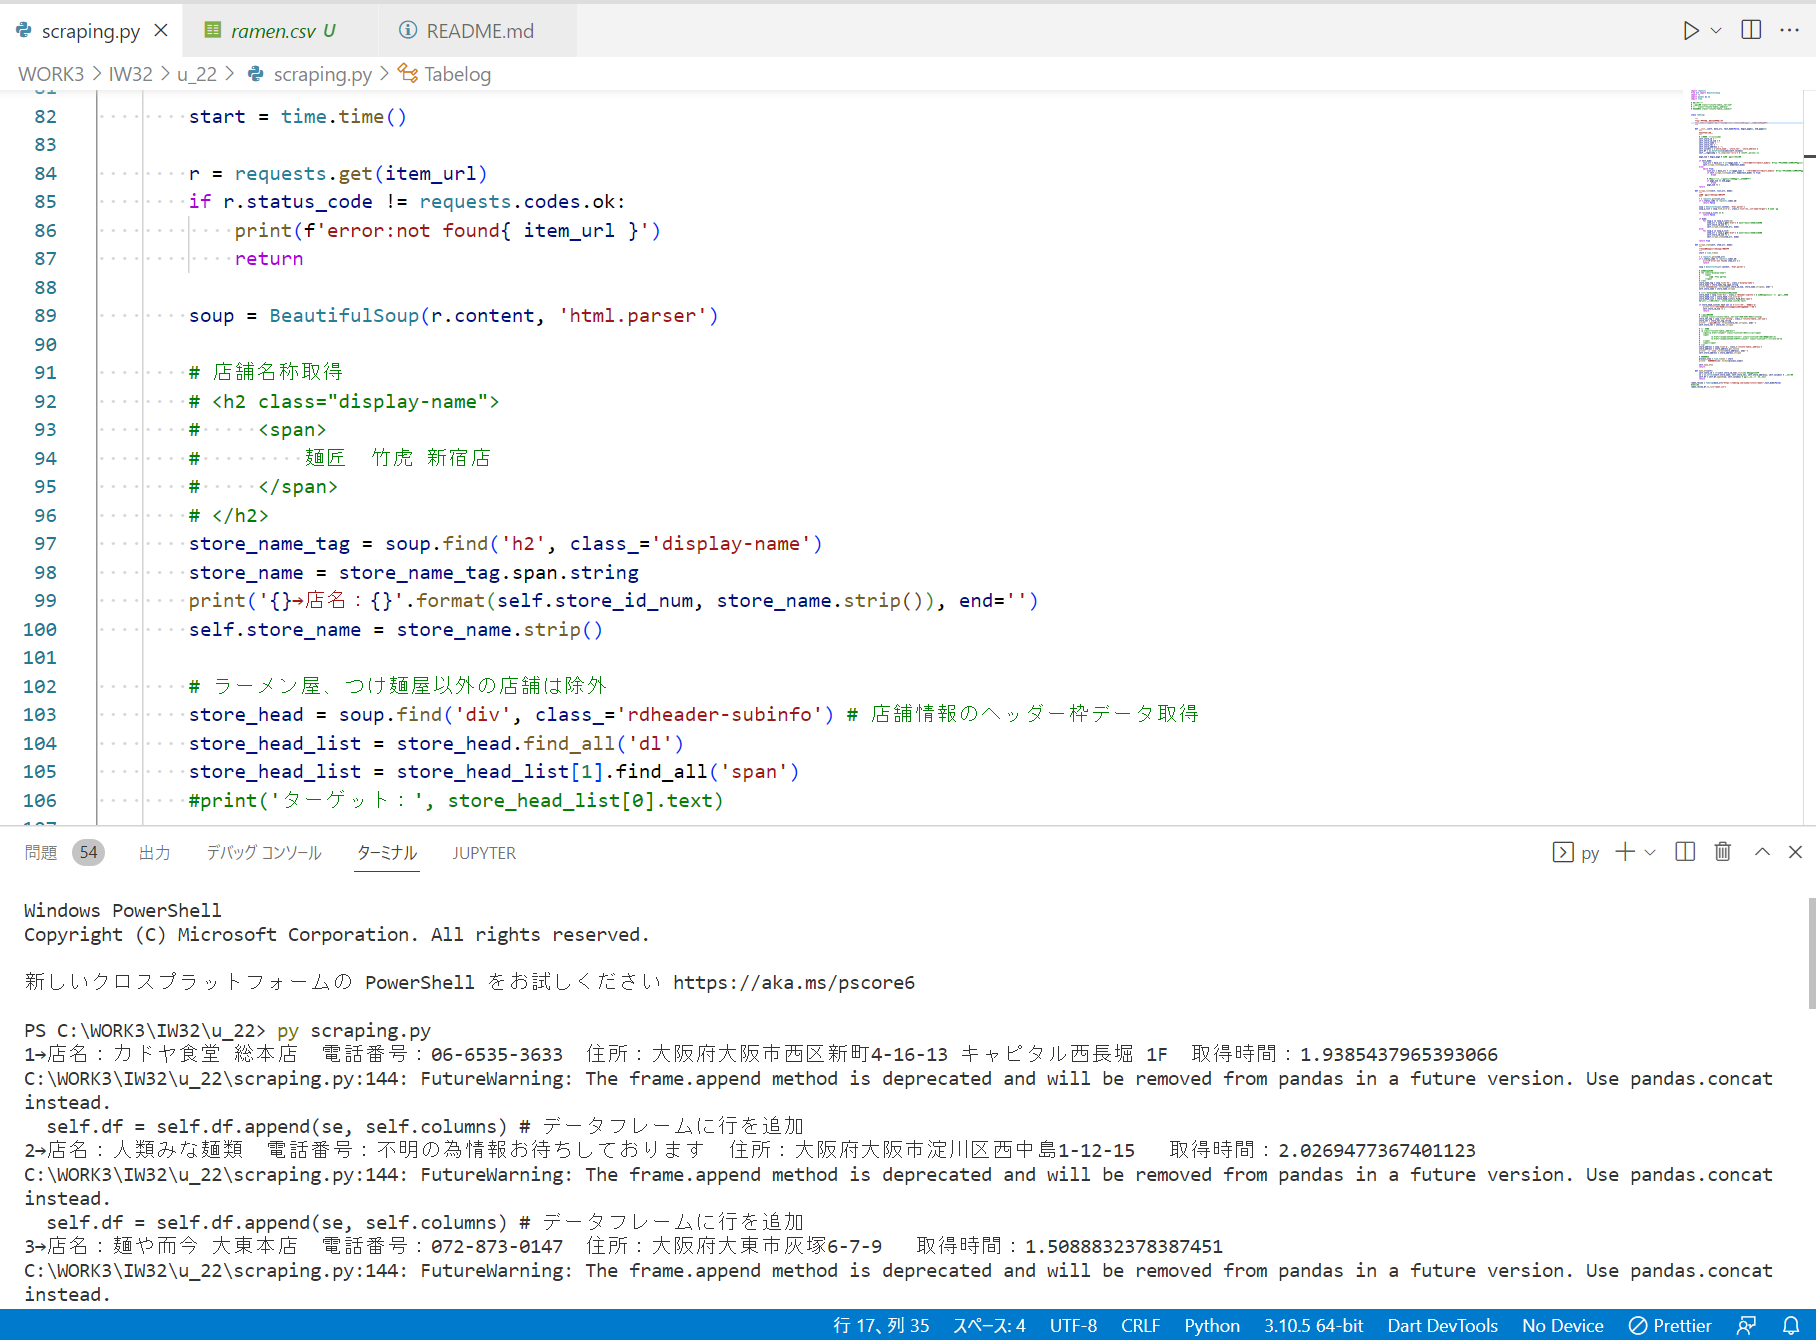 scraping.py
ramen.csv U
README.md
WORK3 > IW32 > u_22 > scraping.py > Tabelog
82 start = time.time()
83
84 r = requests.get(item_url)
85 if r.status_code != requests.codes.ok:
86 print(f'error:not found{ item_url }')
87 return
88
89 soup = BeautifulSoup(r.content, 'html.parser')
90
91 # 店舗名称取得
92 # <h2 class="display-name">
93 # <span>
94 # 麺匠　竹虎 新宿店
95 # </span>
96 # </h2>
97 store_name_tag = soup.find('h2', class_='display-name')
98 store_name = store_name_tag.span.string
99 print('{}→店名：{}'.format(self.store_id_num, store_name.strip()), end='')
100 self.store_name = store_name.strip()
101
102 # ラーメン屋、つけ麺屋以外の店舗は除外
103 store_head = soup.find('div', class_='rdheader-subinfo') # 店舗情報のヘッダー枠データ取得
104 store_head_list = store_head.find_all('dl')
105 store_head_list = store_head_list[1].find_all('span')
106 #print('ターゲット：', store_head_list[0].text)
問題 54 出力 デバッグ コンソール ターミナル JUPYTER py
Windows PowerShell
Copyright (C) Microsoft Corporation. All rights reserved.
新しいクロスプラットフォームの PowerShell をお試しください https://aka.ms/pscore6
PS C:\WORK3\IW32\u_22> py scraping.py
1→店名：カドヤ食堂 総本店　電話番号：06-6535-3633　住所：大阪府大阪市西区新町4-16-13 キャピタル西長堀 1F　取得時間：1.9385437965393066
C:\WORK3\IW32\u_22\scraping.py:144: FutureWarning: The frame.append method is deprecated and will be removed from pandas in a future version. Use pandas.concat
instead.
self.df = self.df.append(se, self.columns) # データフレームに行を追加
2→店名：人類みな麺類　電話番号：不明の為情報お待ちしております　住所：大阪府大阪市淀川区西中島1-12-15 　取得時間：2.0269477367401123
C:\WORK3\IW32\u_22\scraping.py:144: FutureWarning: The frame.append method is deprecated and will be removed from pandas in a future version. Use pandas.concat
instead.
self.df = self.df.append(se, self.columns) # データフレームに行を追加
3→店名：麺や而今 大東本店　電話番号：072-873-0147　住所：大阪府大東市灰塚6-7-9 　取得時間：1.5088832378387451
C:\WORK3\IW32\u_22\scraping.py:144: FutureWarning: The frame.append method is deprecated and will be removed from pandas in a future version. Use pandas.concat
instead.
行 17、列 35 スペース: 4 UTF-8 CRLF Python 3.10.5 64-bit Dart DevTools No Device Prettier